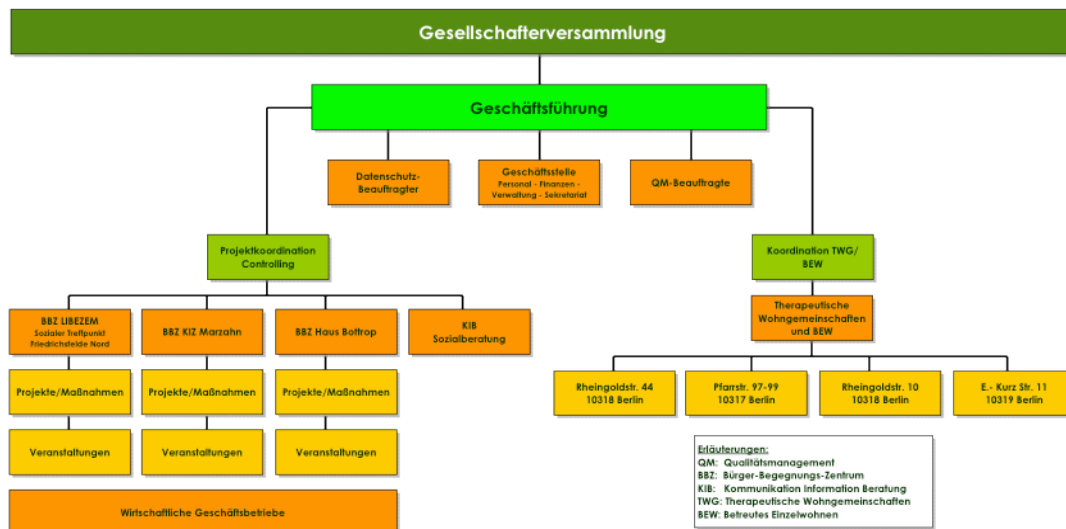 Gesellschafterversammlung
Geschäftsführung
Datenschutz-
Beauftragter
Geschäftsstelle
Personal - Finanzen -
Verwaltung - Sekretariat
QM-Beauftragte
Projektkoordination
Controlling
Koordination TWG/
BEW
BBZ LIBEZEM
Sozialer Treffpunkt
Friedrichsfelde Nord
BBZ KIZ Marzahn
BBZ Haus Bottrop
KIB
Sozialberatung
Therapeutische
Wohngemeinschaften
und BEW
Projekte/Maßnahmen
Projekte/Maßnahmen
Projekte/Maßnahmen
Rheingoldstr. 44
10318 Berlin
Pfarrstr. 97-99
10317 Berlin
Rheingoldstr. 10
10318 Berlin
E.- Kurz Str. 11
10319 Berlin
Veranstaltungen
Veranstaltungen
Veranstaltungen
Wirtschaftliche Geschäftsbetriebe
Erläuterungen:
QM: Qualitätsmanagement
BBZ: Bürger-Begegnungs-Zentrum
KIB: Kommunikation Information Beratung
TWG: Therapeutische Wohngemeinschaften
BEW: Betreutes Einzelwohnen